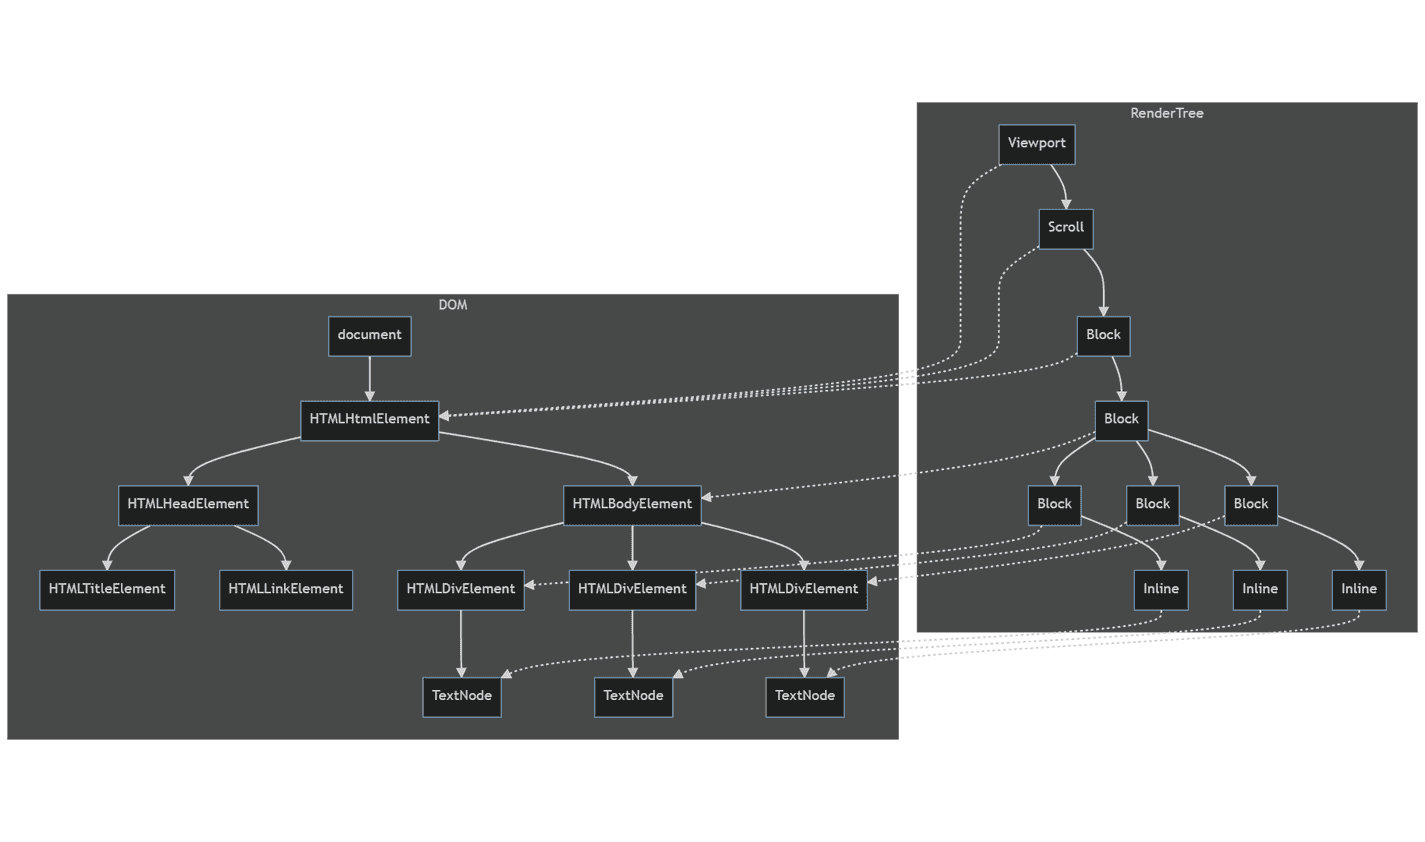 RenderTree
Viewport
Scroll
Block
Block
Block
Block
Block
Inline
Inline
Inline
DOM
document
HTMLHtmlElement
HTMLHeadElement
HTMLBodyElement
HTMLTitleElement
HTMLLinkElement
HTMLDivElement
HTMLDivElement
HTMLDivElement
TextNode
TextNode
TextNode